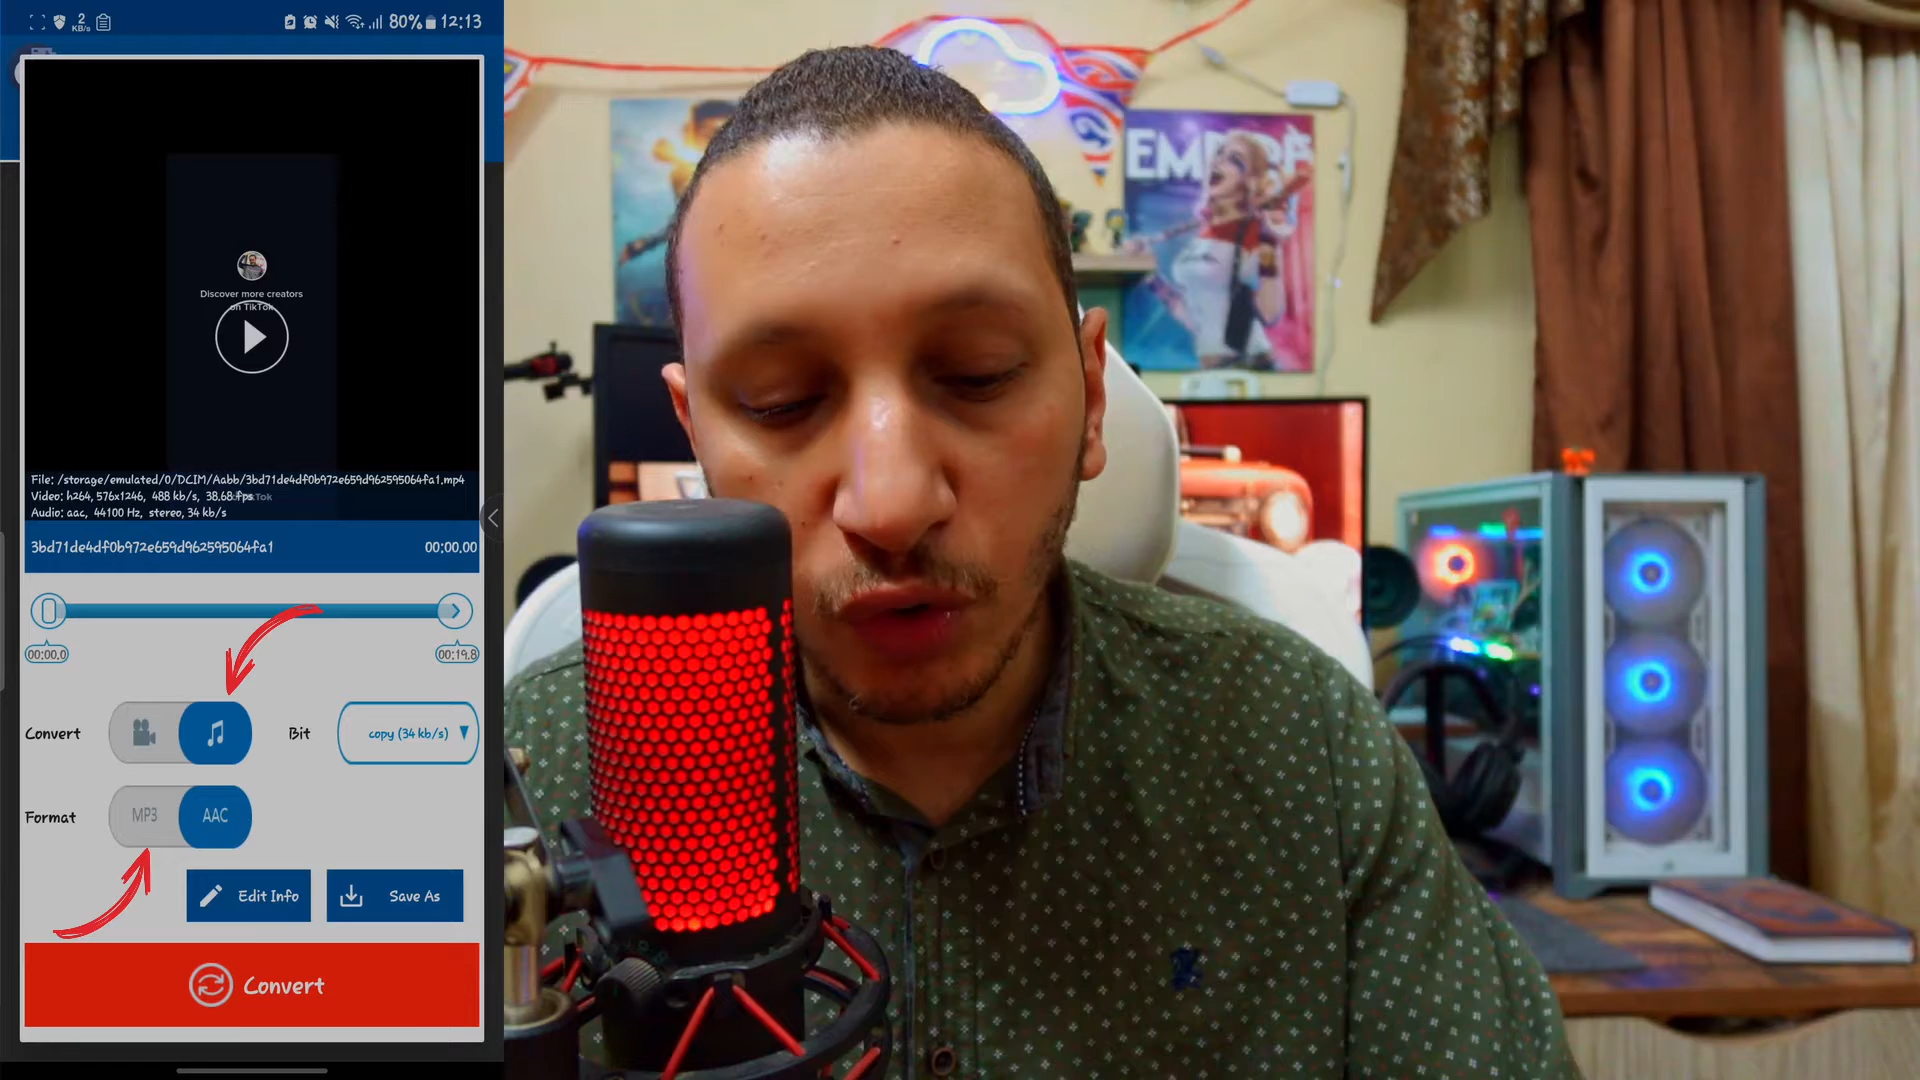 2
KB/s
80% 12:13
Discover more creators
on TikTok
File: /storage/emulated/0/DCIM/Aabb/3bd71de4df0b972e659d962595064fa1.mp4
Video: h264, 576x1246, 488 kb/s, 38.68 fps
Audio: aac, 44100 Hz, stereo, 34 kb/s
3bd71de4df0b972e659d962595064fa1 00:00,00
00:00,0 00:19,8
Convert Bit copy (34 kb/s)
Format MP3 AAC
Edit Info Save As
Convert